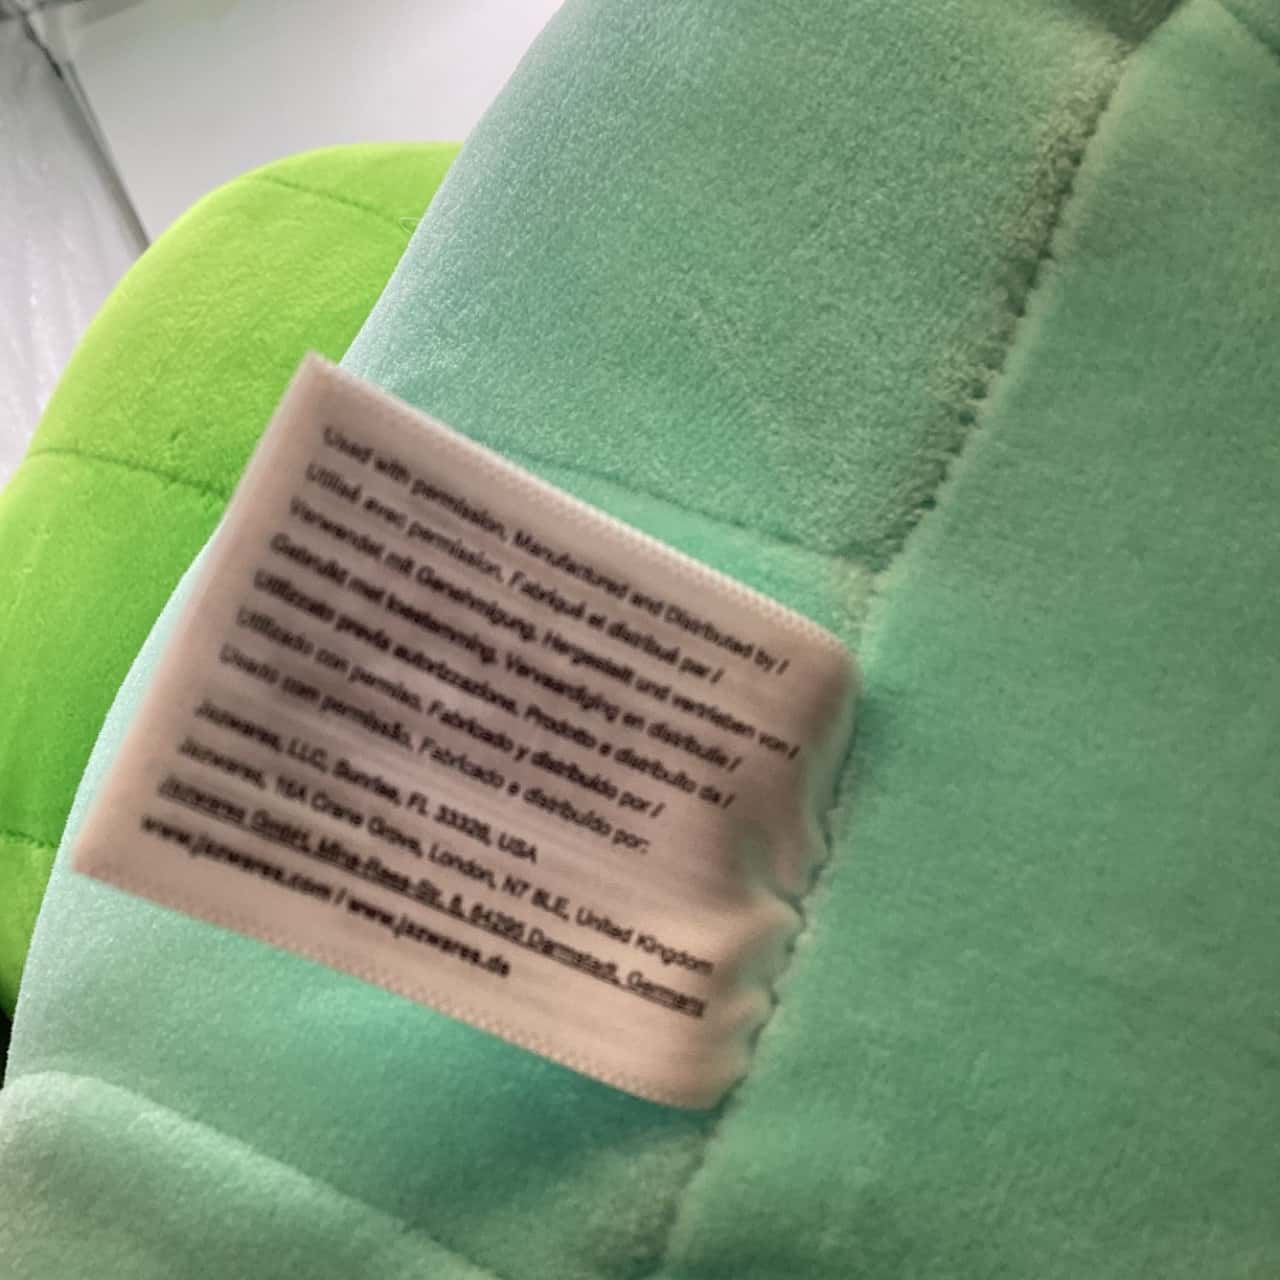 Used with permission, Manufactured and Distributed by /
Utilisé avec permission, Fabriqué et distribué par /
Verwendet mit Genehmigung, Hergestellt und vertrieben von /
Gebruikt met toestemming, Vervaardiging en distributie /
Utilizzato previa autorizzazione, Prodotto e distribuito da /
Utilizado con permiso, Fabricado y distribuido por /
Usado com permissão, Fabricado e distribuído por:
Jazwares, LLC, Sunrise, FL 33326, USA
Jazwares, 16A Crane Grove, London, N7 8LE, United Kingdom
Jazwares GmbH, Mina-Rees-Str. 8, 64295 Darmstadt, Germany
www.jazwares.com / www.jazwares.de